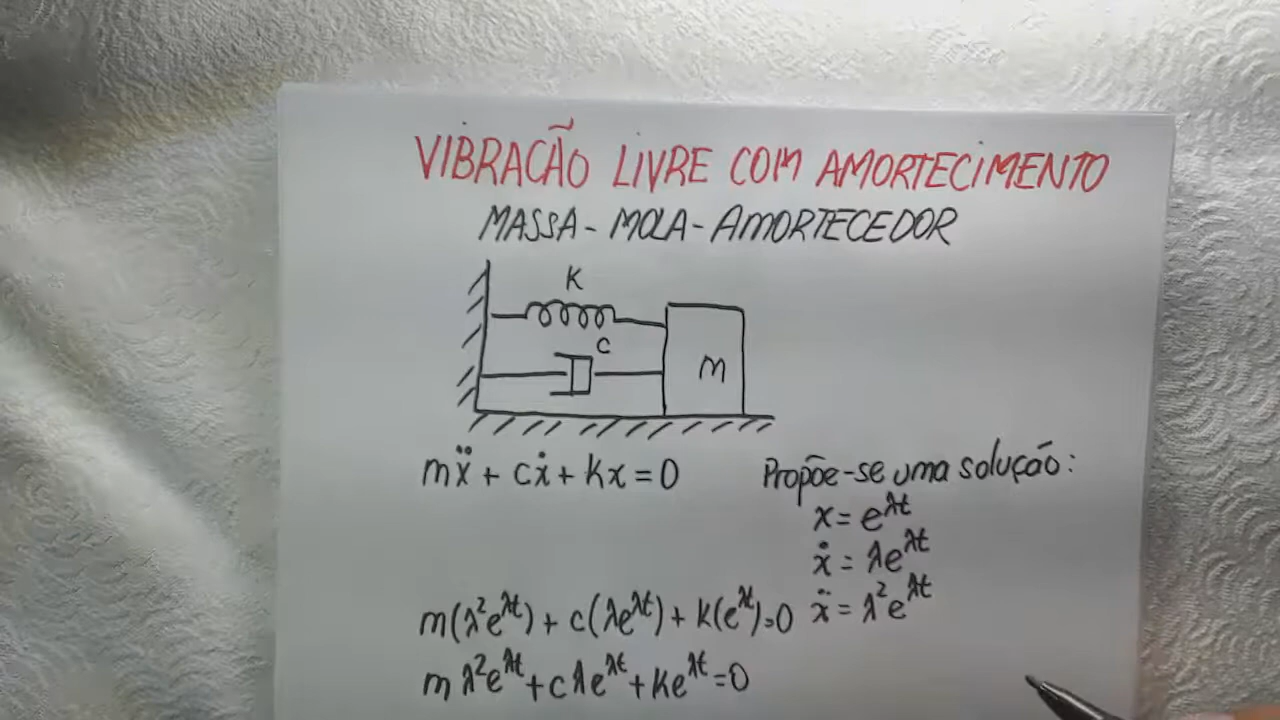 VIBRAÇÃO LIVRE COM AMORTECIMENTO
MASSA-MOLA-AMORTECEDOR
K
c
m
mẍ + cẋ + kx = 0
Propõe-se uma solução:
x = e^λt
ẋ = λe^λt
ẍ = λ²e^λt
m(λ²e^λt) + c(λe^λt) + k(e^λt) = 0
mλ²e^λt + cλe^λt + ke^λt = 0